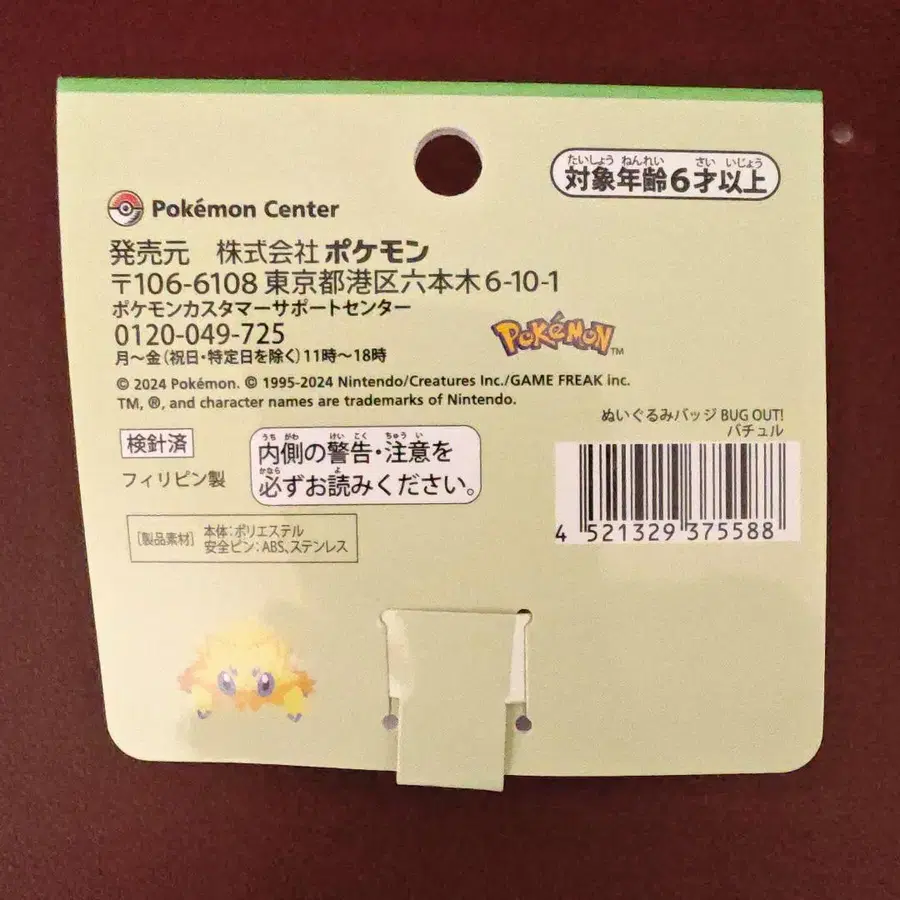 たいしょう ねんれい さい いじょう
対象年齢6才以上
Pokémon Center
発売元 株式会社ポケモン
〒106-6108 東京都港区六本木6-10-1
ポケモンカスタマーサポートセンター
0120-049-725
月〜金(祝日・特定日を除く)11時〜18時
POKéMON™
© 2024 Pokémon. © 1995-2024 Nintendo/Creatures Inc./GAME FREAK inc.
TM, ®, and character names are trademarks of Nintendo.
ぬいぐるみバッジ BUG OUT!
バチュル
検針済
フィリピン製
うち がわ けい こく ちゅう い
内側の警告・注意を
かなら よ
必ずお読みください。
4 521329 375588
[製品素材] 本体:ポリエステル
安全ピン:ABS、ステンレス